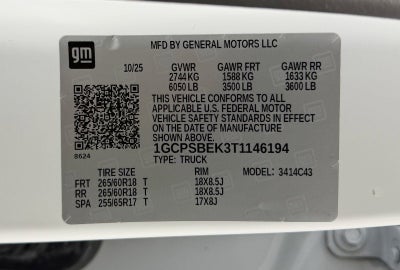 gm
MFD BY GENERAL MOTORS LLC
10/25 GVWR GAWR FRT GAWR RR
2744 KG 1588 KG 1633 KG
6050 LB 3500 LB 3600 LB
THIS VEHICLE CONFORMS TO ALL
APPLICABLE U.S. FEDERAL MOTOR
VEHICLE SAFETY STANDARDS IN EFFECT
ON THE DATE OF MANUFACTURE
SHOWN ABOVE.
8624
1GCPSBEK3T1146194
TYPE: TRUCK
TIRE SIZE RIM MODEL: 3414C43
FRT 265/60R18 T 18X8.5J
RR 265/60R18 T 18X8.5J
SPA 255/65R17 T 17X8J